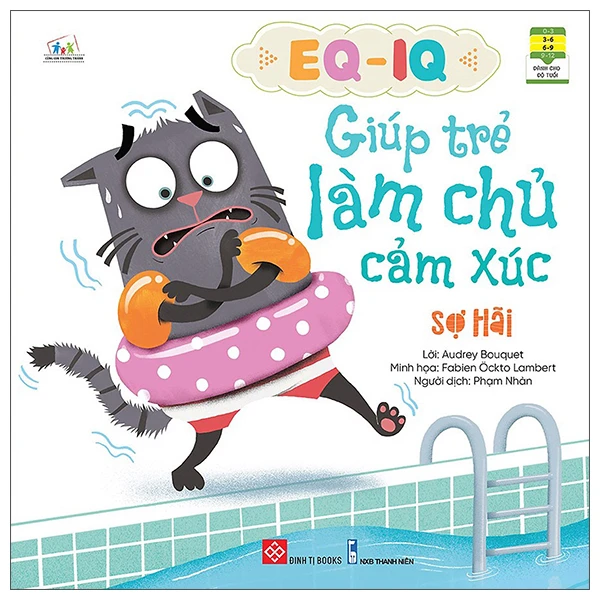 EQ-IQ
0-3
3-6
6-9
9-12
DÀNH CHO
ĐỘ TUỔI
Giúp trẻ
làm chủ
cảm xúc
Sợ Hãi
Lời: Audrey Bouquet
Minh họa: Fabien Öckto Lambert
Người dịch: Phạm Nhàn
ĐINH TỊ BOOKS
NXB THANH NIÊN